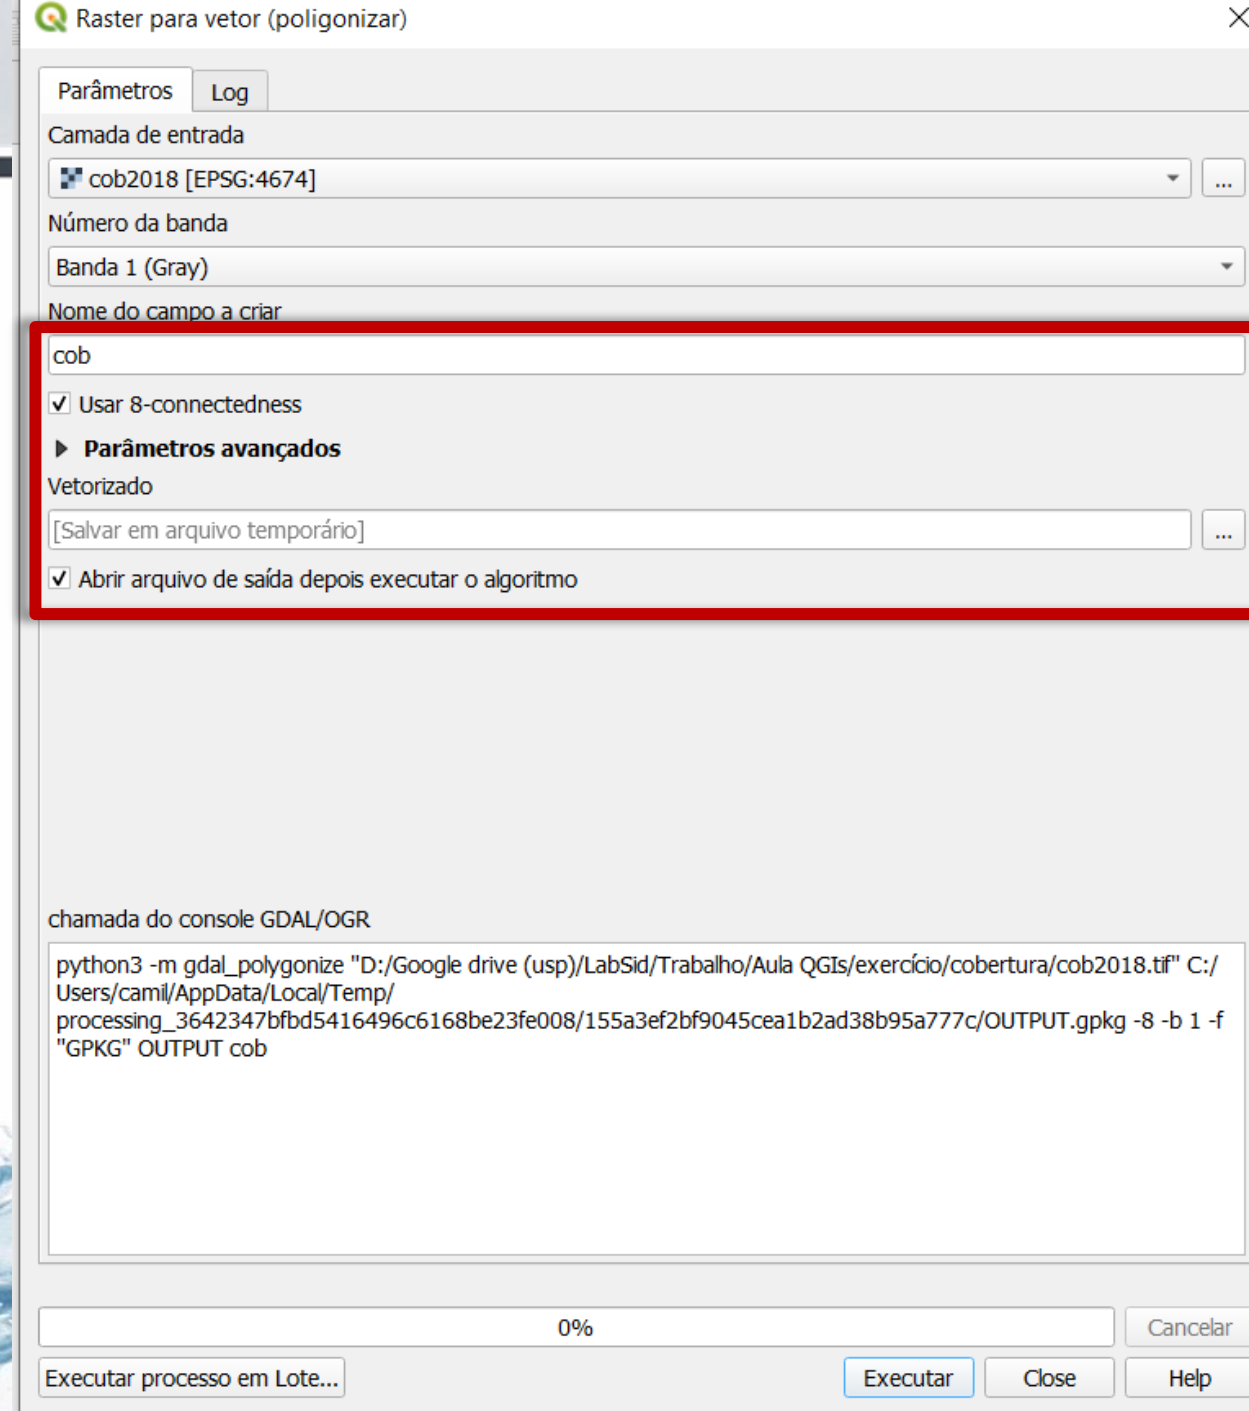 Raster para vetor (poligonizar)
Parâmetros
Log
Camada de entrada
cob2018 [EPSG:4674]
...
Número da banda
Banda 1 (Gray)
Nome do campo a criar
cob
Usar 8-connectedness
Parâmetros avançados
Vetorizado
[Salvar em arquivo temporário]
...
Abrir arquivo de saída depois executar o algoritmo
chamada do console GDAL/OGR
python3 -m gdal_polygonize "D:/Google drive (usp)/LabSid/Trabalho/Aula QGIs/exercício/cobertura/cob2018.tif" C:/
Users/camil/AppData/Local/Temp/
processing_3642347bfbd5416496c6168be23fe008/155a3ef2bf9045cea1b2ad38b95a777c/OUTPUT.gpkg -8 -b 1 -f
"GPKG" OUTPUT cob
0%
Cancelar
Executar processo em Lote...
Executar
Close
Help